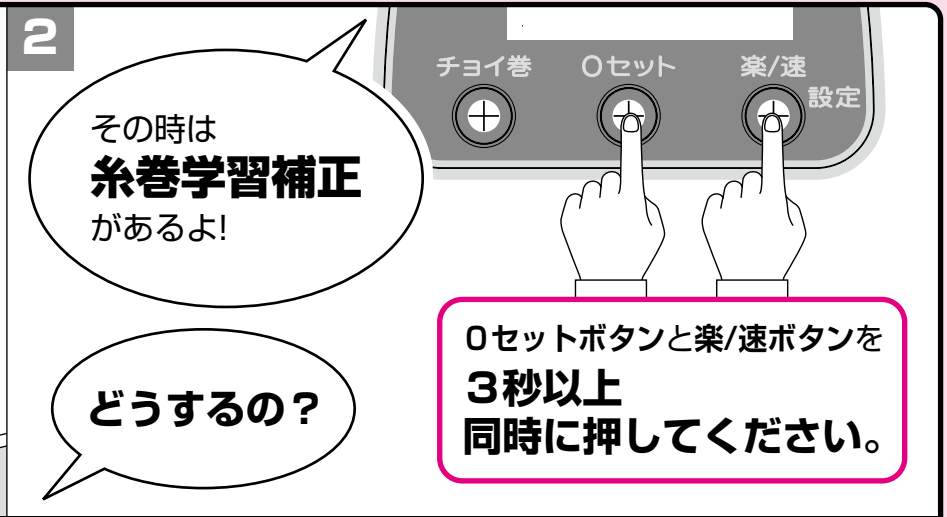 2
その時は
糸巻学習補正
があるよ!
チョイ巻 0セット 楽/速
設定
どうするの？
0セットボタンと楽/速ボタンを
3秒以上
同時に押してください。